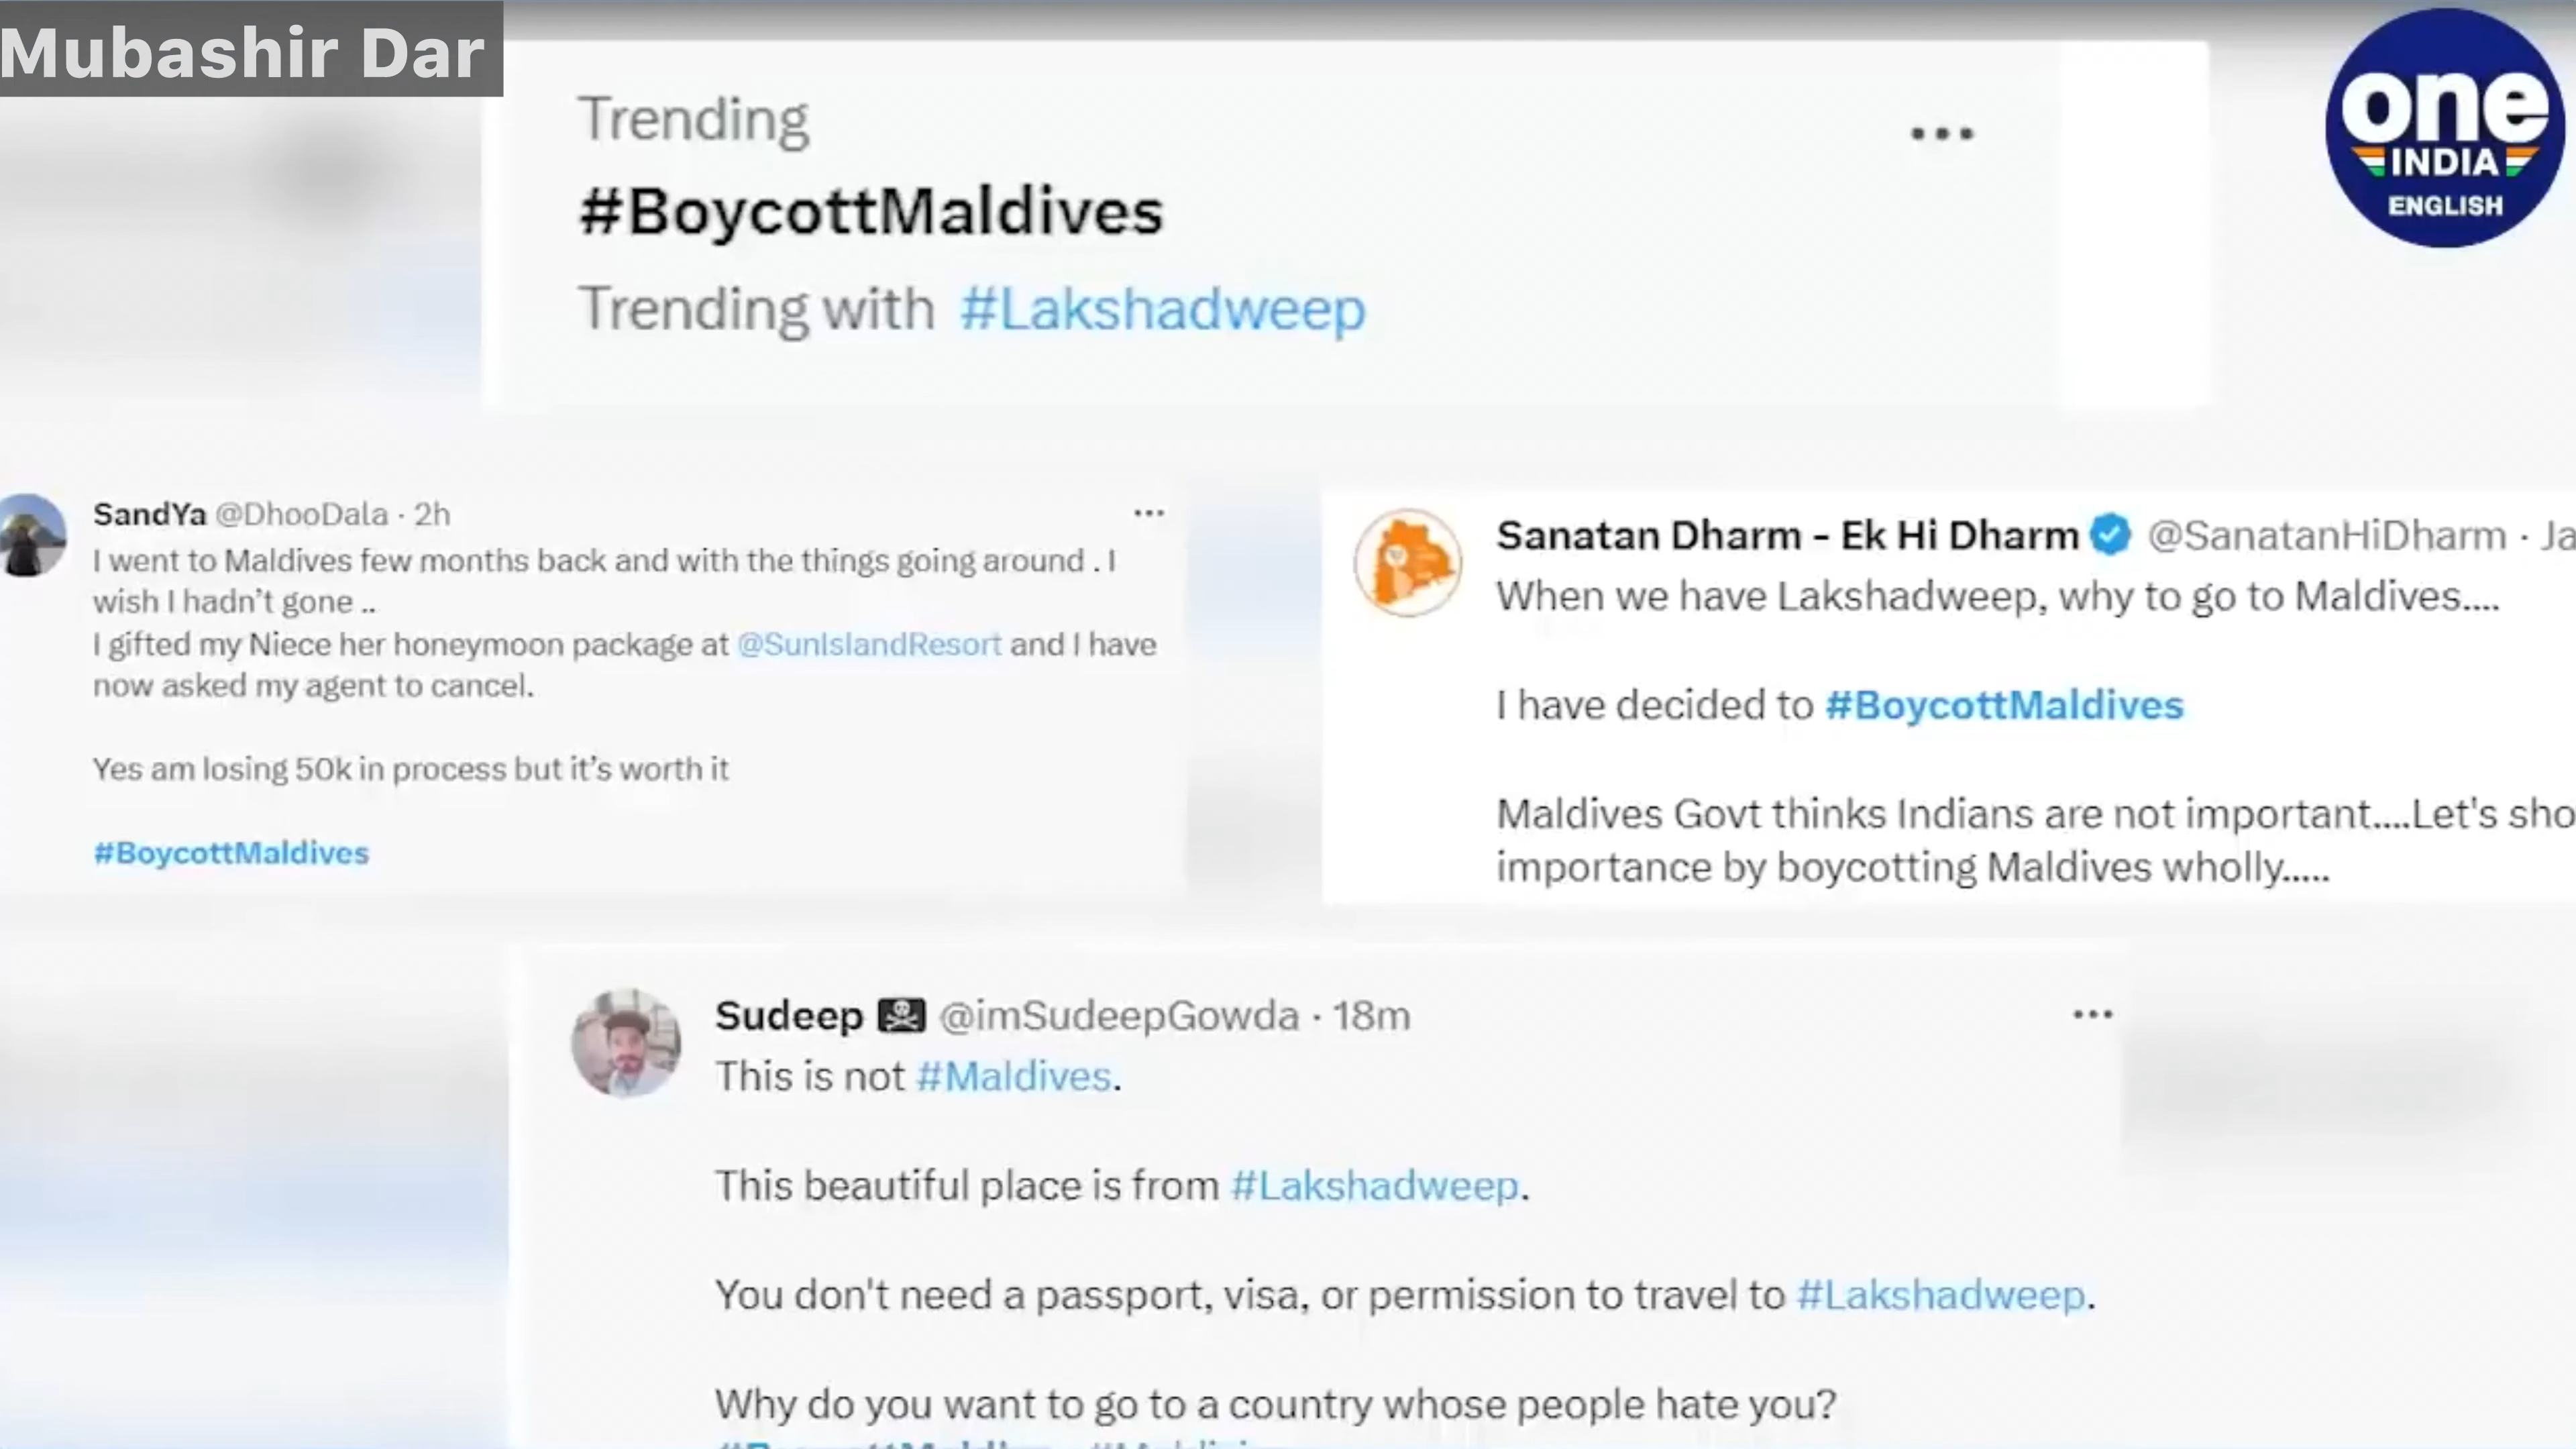 Mubashir Dar
one
INDIA
ENGLISH
Trending
#BoycottMaldives
Trending with #Lakshadweep
SandYa @DhooDala · 2h
I went to Maldives few months back and with the things going around . I
wish I hadn't gone ..
I gifted my Niece her honeymoon package at @SunIslandResort and I have
now asked my agent to cancel.
Yes am losing 50k in process but it's worth it
#BoycottMaldives
Sanatan Dharm - Ek Hi Dharm @SanatanHiDharm · Ja
When we have Lakshadweep, why to go to Maldives....
I have decided to #BoycottMaldives
Maldives Govt thinks Indians are not important....Let's sho
importance by boycotting Maldives wholly.....
Sudeep @imSudeepGowda · 18m
This is not #Maldives.
This beautiful place is from #Lakshadweep.
You don't need a passport, visa, or permission to travel to #Lakshadweep.
Why do you want to go to a country whose people hate you?